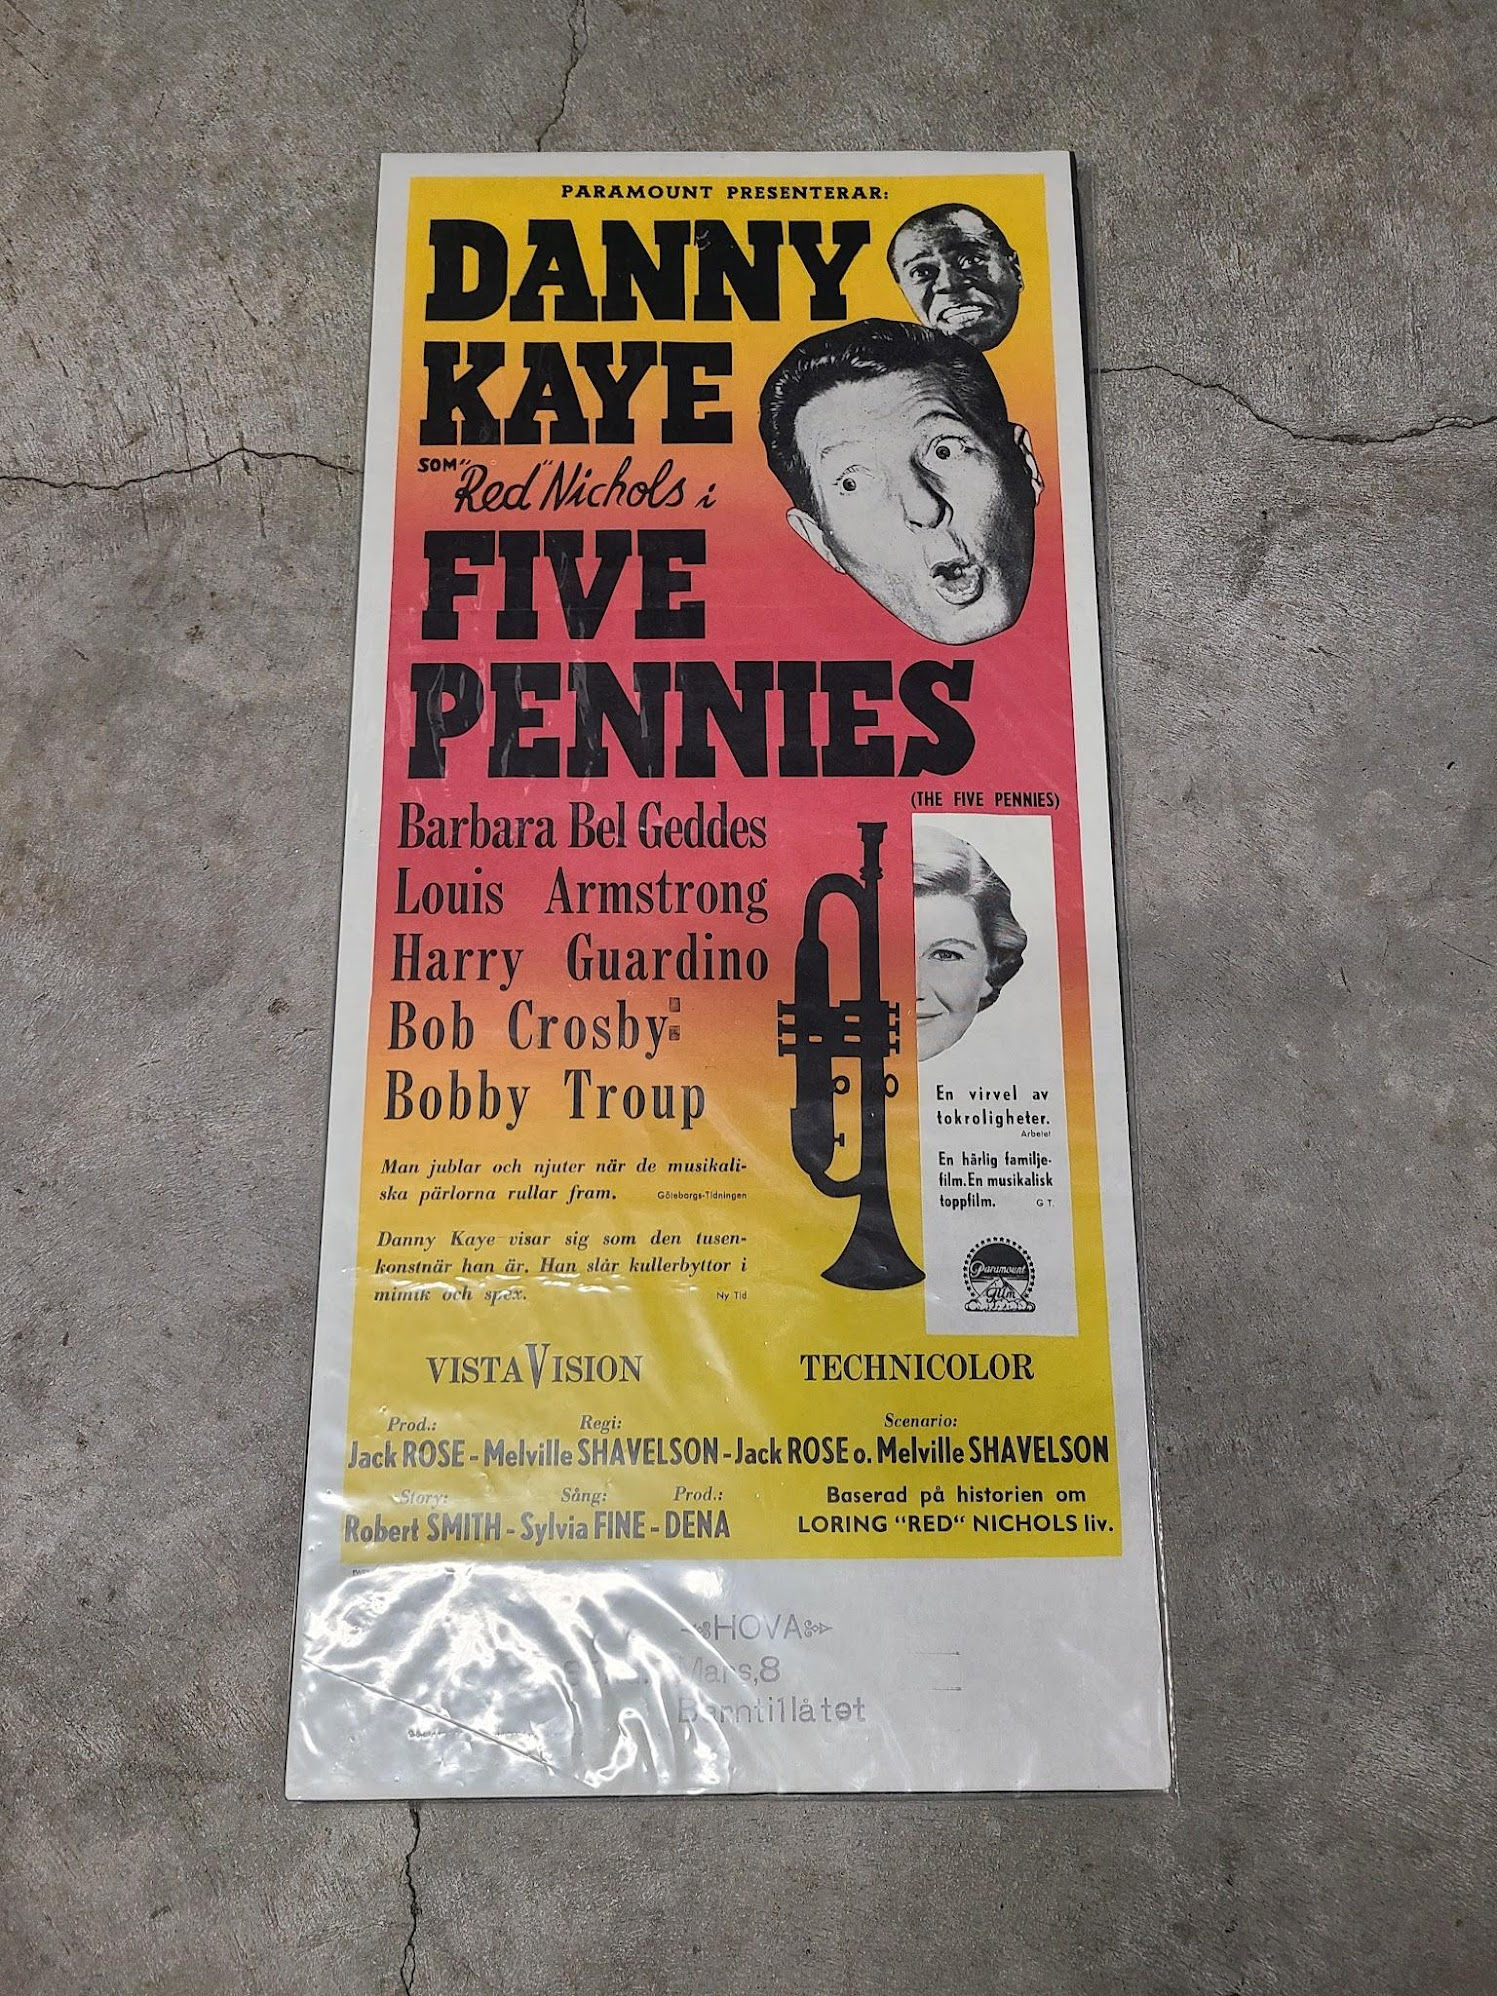 PARAMOUNT PRESENTERAR:
DANNY
KAYE
SOM "Red" Nichols i
FIVE
PENNIES
(THE FIVE PENNIES)
Barbara Bel Geddes
Louis Armstrong
Harry Guardino
Bob Crosby
Bobby Troup
Man jublar och njuter när de musikali-
ska pärlorna rullar fram. Göteborgs-Tidningen
Danny Kaye visar sig som den tusen-
konstnär han är. Han slår kullerbyttor i
mimik och spex. Ny Tid
En virvel av
tokroligheter.
Arbetet
En härlig familje-
film. En musikalisk
toppfilm. G T.
Paramount
Film
VISTAVISION TECHNICOLOR
Prod.: Regi: Scenario:
Jack ROSE - Melville SHAVELSON - Jack ROSE o. Melville SHAVELSON
Story: Sång: Prod.:
Robert SMITH - Sylvia FINE - DENA
Baserad på historien om
LORING "RED" NICHOLS liv.
HOVA
Mars,8
Barntillåtet